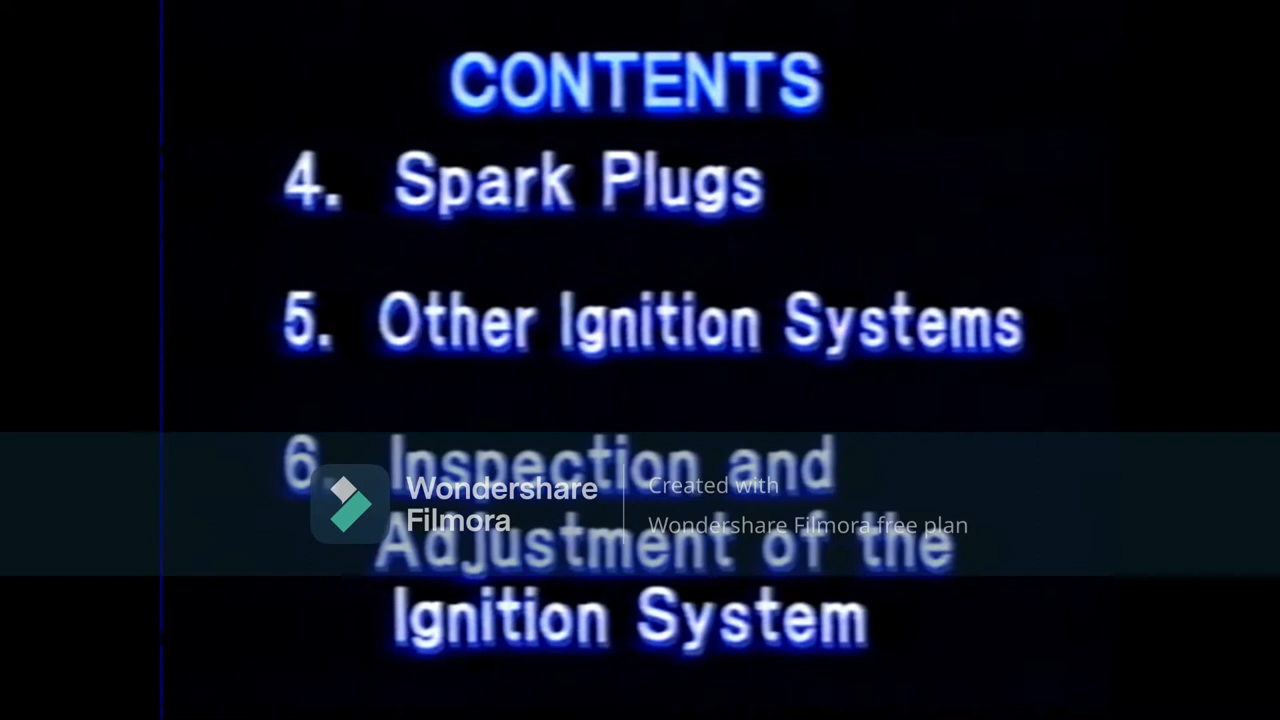 CONTENTS
4. Spark Plugs
5. Other Ignition Systems
6. Inspection and
Adjustment of the
Ignition System
Wondershare
Filmora
Created with
Wondershare Filmora free plan